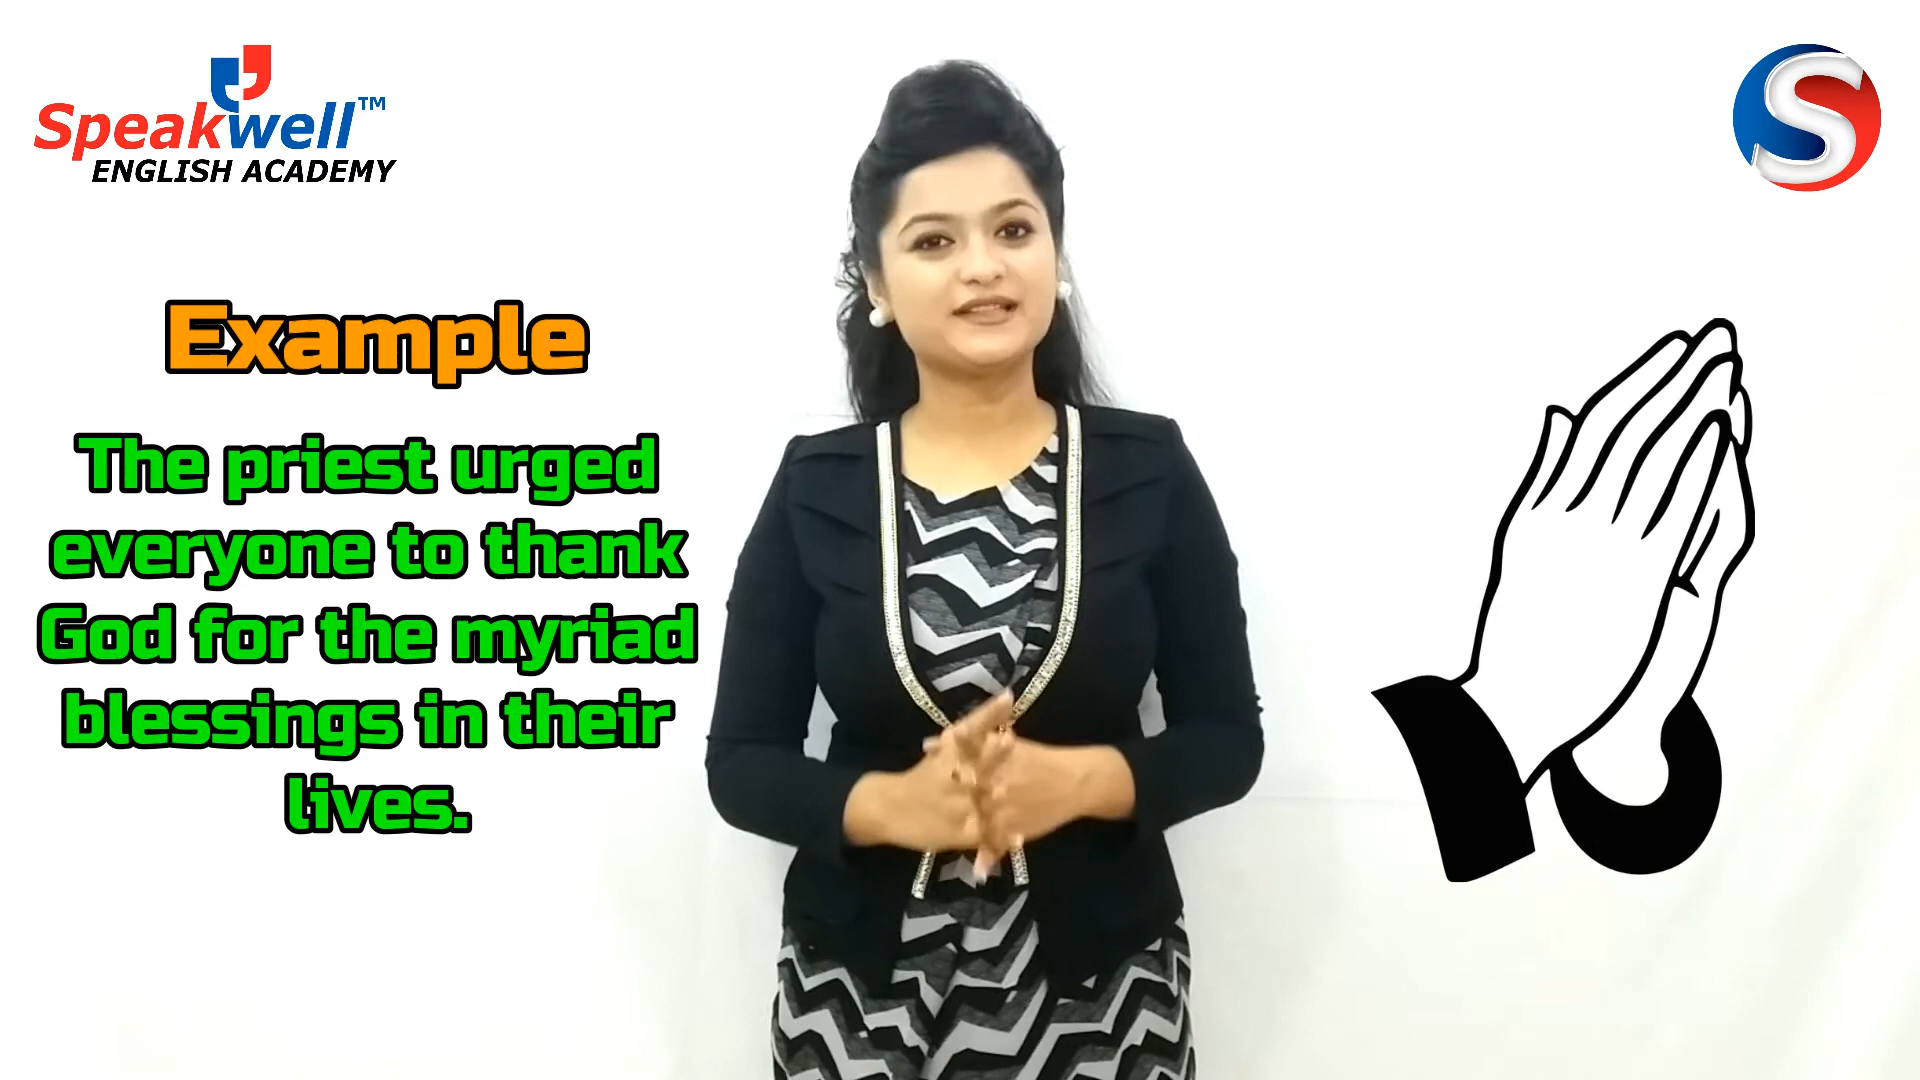 Speakwell™
ENGLISH ACADEMY
S
Example
The priest urged
everyone to thank
God for the myriad
blessings in their
lives.